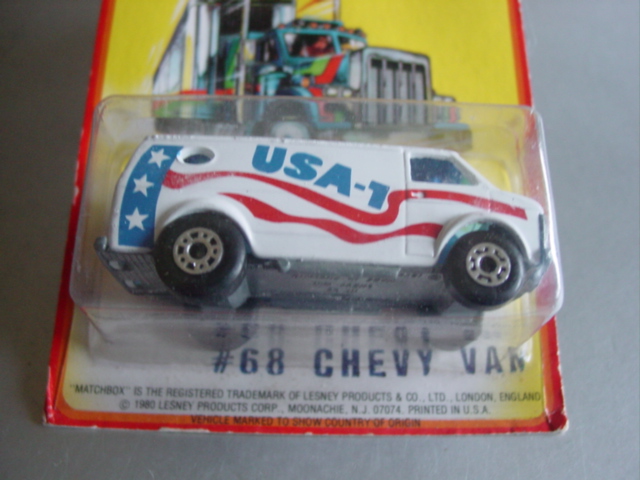 USA-1
#68 CHEVY VAN
"MATCHBOX" IS THE REGISTERED TRADEMARK OF LESNEY PRODUCTS & CO., LTD., LONDON, ENGLAND
© 1980 LESNEY PRODUCTS CORP., MOONACHIE, N.J. 07074. PRINTED IN U.S.A.
VEHICLE MARKED TO SHOW COUNTRY OF ORIGIN